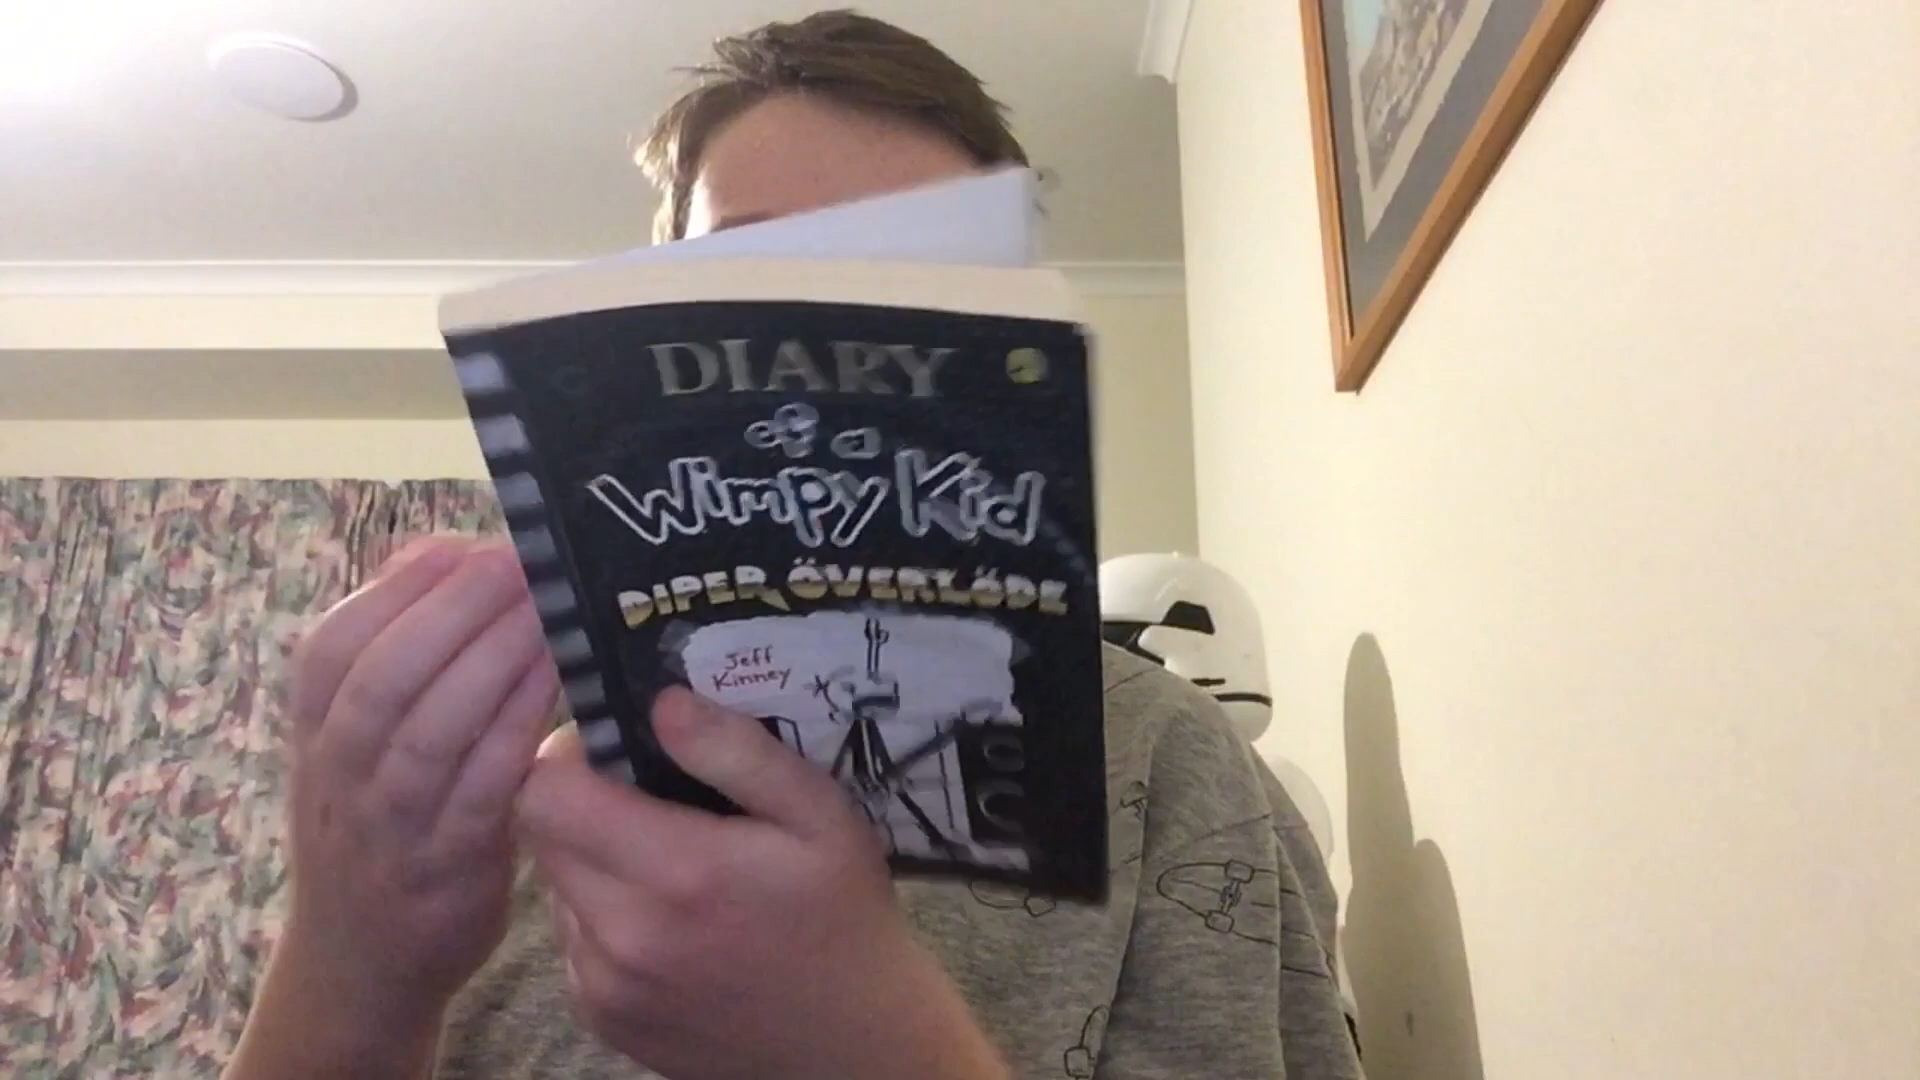 DIARY
of a
Wimpy Kid
DIPER ÖVERLÖDE
Jeff
Kinney